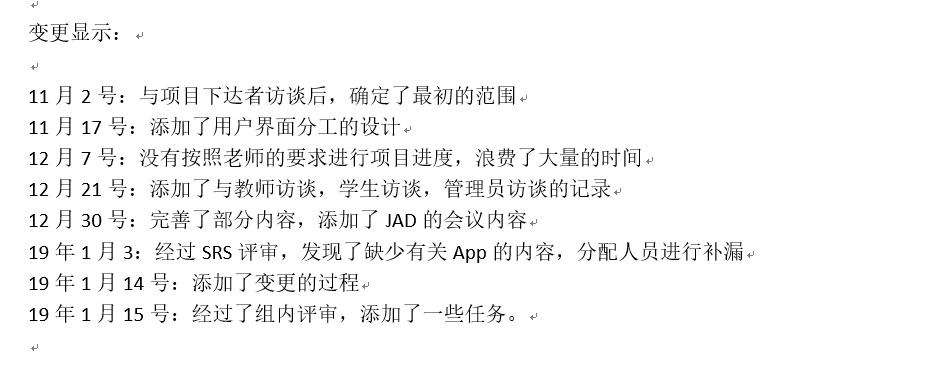 变更显示：
11 月 2 号：与项目下达者访谈后，确定了最初的范围
11 月 17 号：添加了用户界面分工的设计
12 月 7 号：没有按照老师的要求进行项目进度，浪费了大量的时间
12 月 21 号：添加了与教师访谈，学生访谈，管理员访谈的记录
12 月 30 号：完善了部分内容，添加了 JAD 的会议内容
19 年 1 月 3：经过 SRS 评审，发现了缺少有关 App 的内容，分配人员进行补漏
19 年 1 月 14 号：添加了变更的过程
19 年 1 月 15 号：经过了组内评审，添加了一些任务。